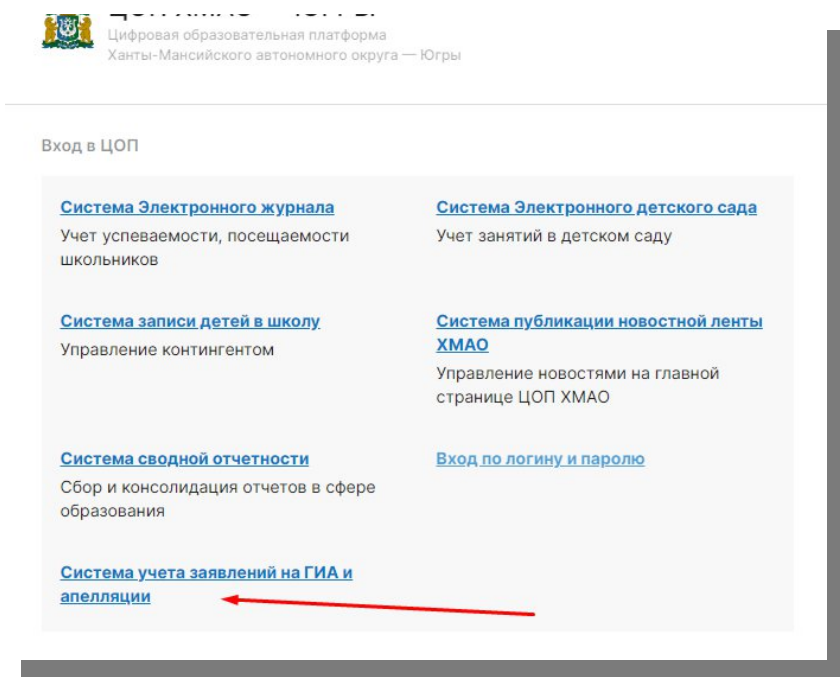 Цифровая образовательная платформа
Ханты-Мансийского автономного округа — Югры
Вход в ЦОП
Система Электронного журнала
Учет успеваемости, посещаемости
школьников
Система Электронного детского сада
Учет занятий в детском саду
Система записи детей в школу
Управление контингентом
Система публикации новостной ленты
ХМАО
Управление новостями на главной
странице ЦОП ХМАО
Система сводной отчетности
Сбор и консолидация отчетов в сфере
образования
Вход по логину и паролю
Система учета заявлений на ГИА и
апелляции